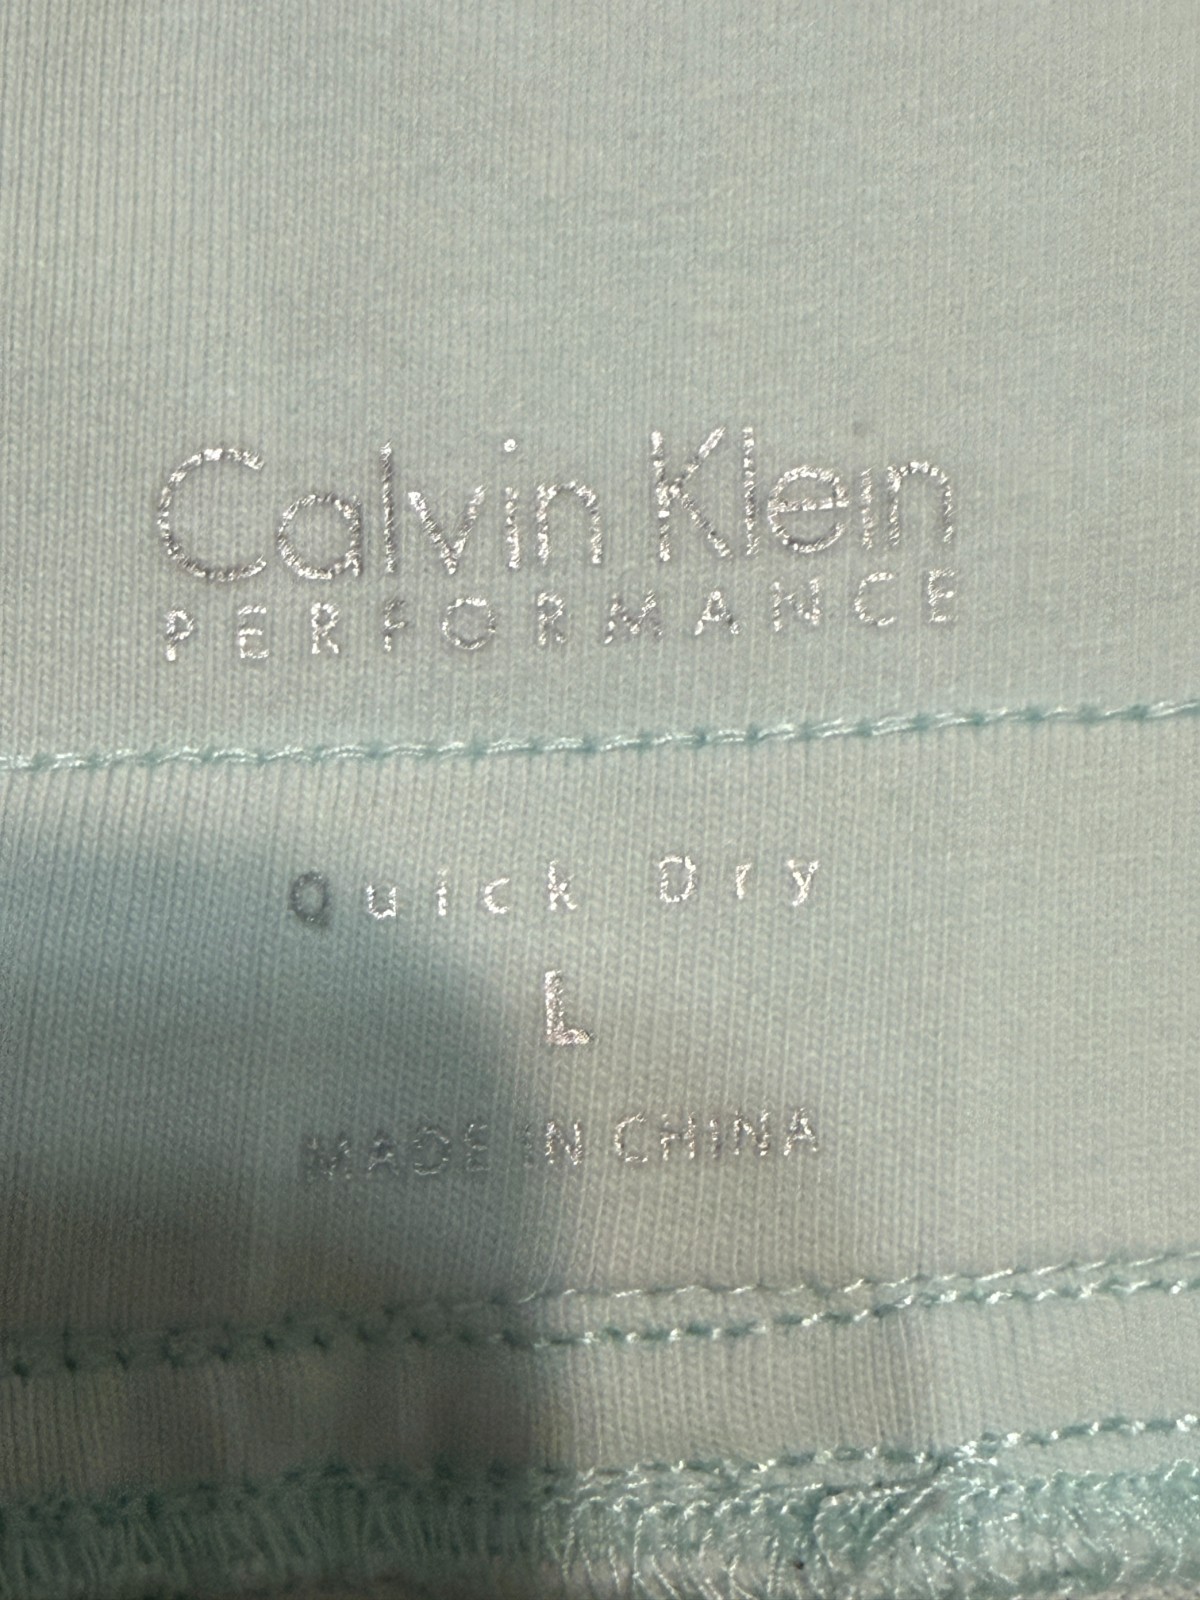 Calvin Klein
PERFORMANCE
Quick Dry
L
MADE IN CHINA